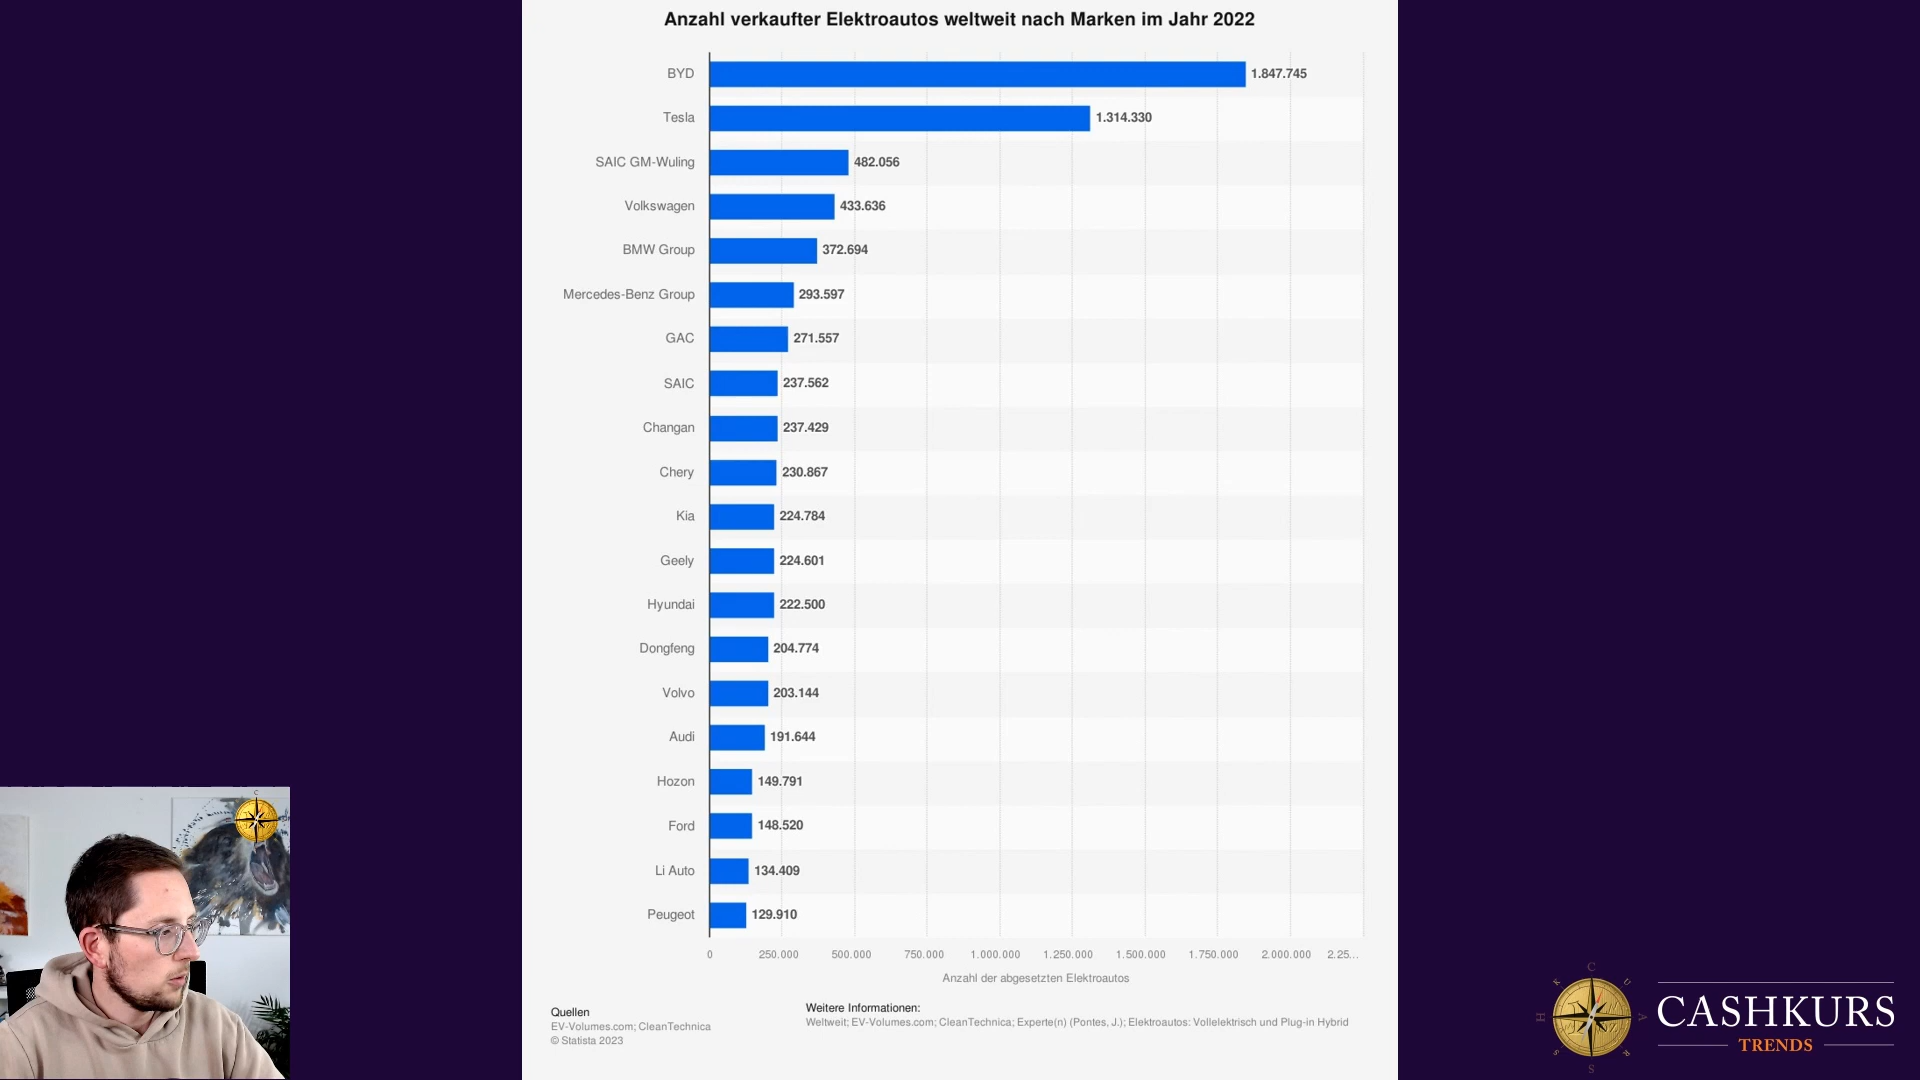 Anzahl verkaufter Elektroautos weltweit nach Marken im Jahr 2022
BYD 1.847.745
Tesla 1.314.330
SAIC GM-Wuling 482.056
Volkswagen 433.636
BMW Group 372.694
Mercedes-Benz Group 293.597
GAC 271.557
SAIC 237.562
Changan 237.429
Chery 230.867
Kia 224.784
Geely 224.601
Hyundai 222.500
Dongfeng 204.774
Volvo 203.144
Audi 191.644
Hozon 149.791
Ford 148.520
Li Auto 134.409
Peugeot 129.910
0 250.000 500.000 750.000 1.000.000 1.250.000 1.500.000 1.750.000 2.000.000 2.25...
Anzahl der abgesetzten Elektroautos
Quellen
EV-Volumes.com; CleanTechnica
© Statista 2023
Weitere Informationen:
Weltweit; EV-Volumes.com; CleanTechnica; Experte(n) (Pontes, J.); Elektroautos: Vollelektrisch und Plug-in Hybrid
CASHKURS
TRENDS